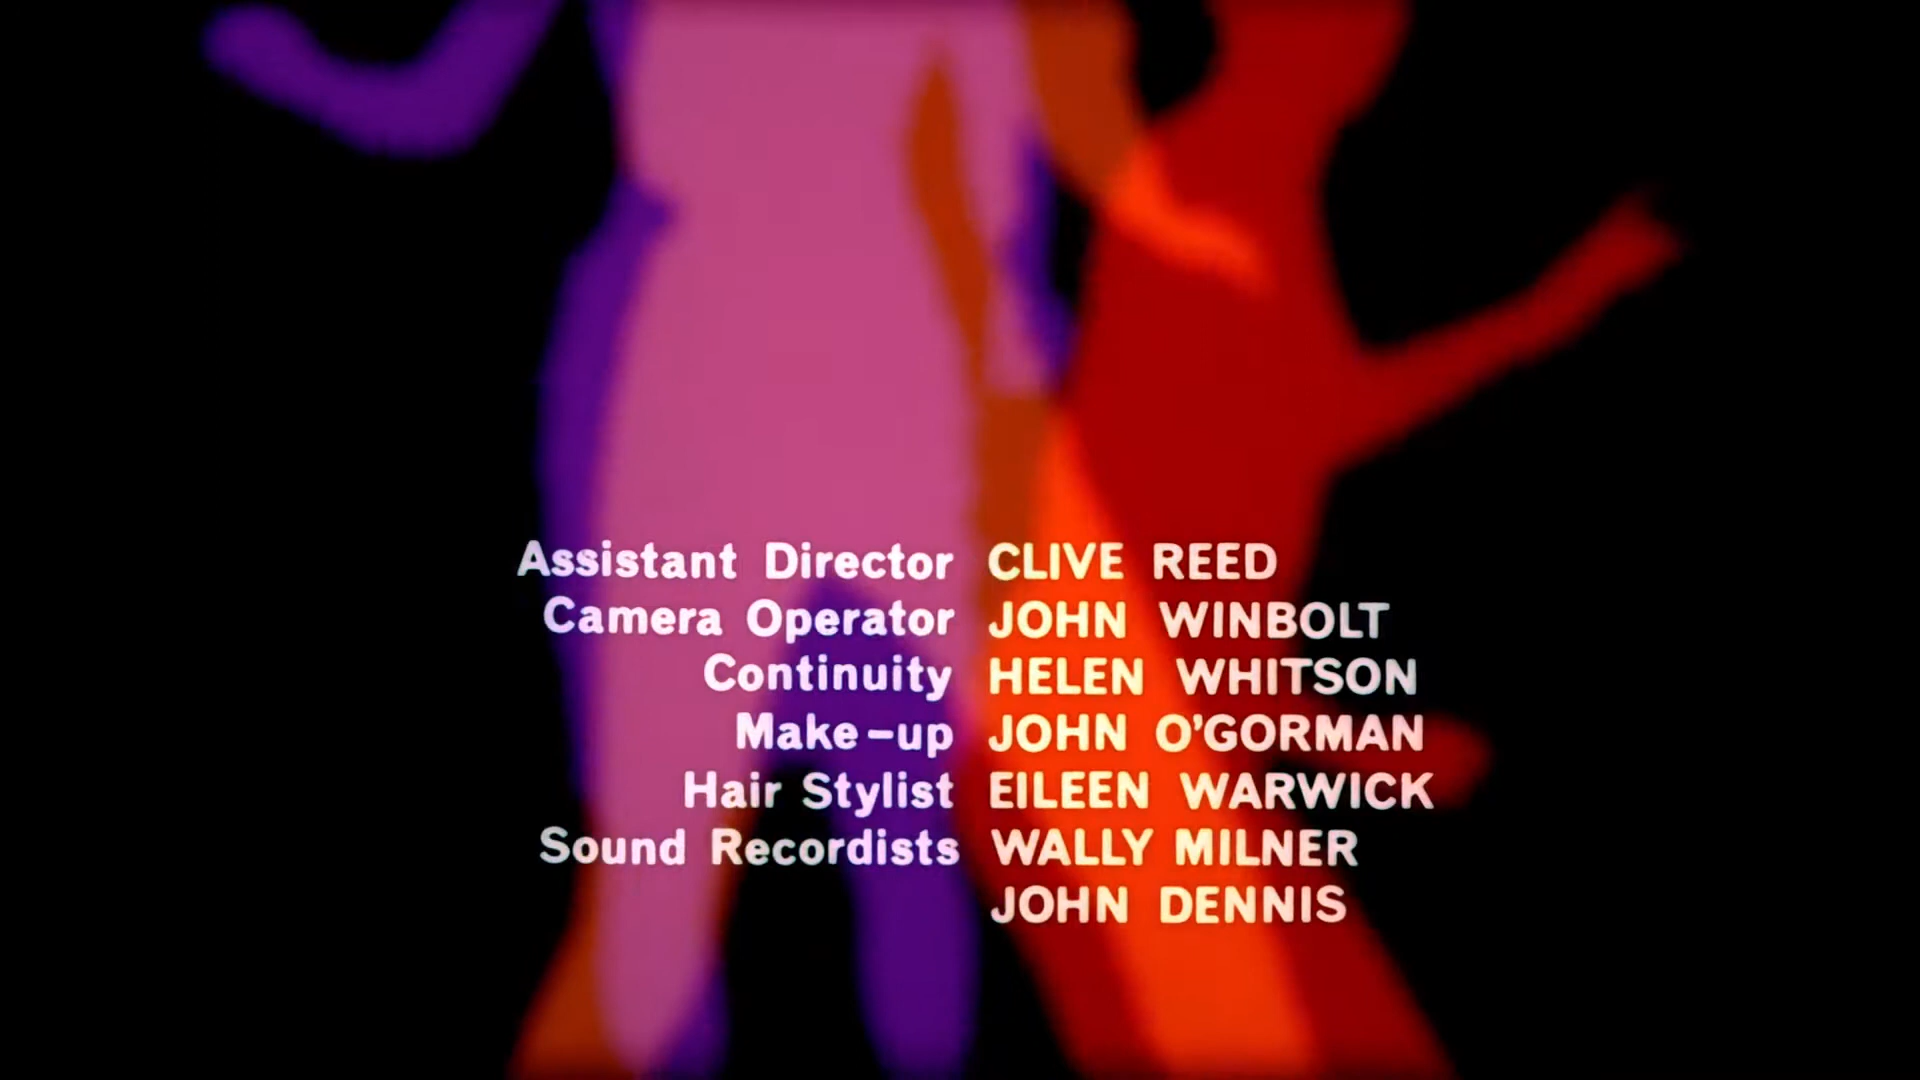 Assistant Director CLIVE REED
Camera Operator JOHN WINBOLT
Continuity HELEN WHITSON
Make-up JOHN O'GORMAN
Hair Stylist EILEEN WARWICK
Sound Recordists WALLY MILNER
JOHN DENNIS